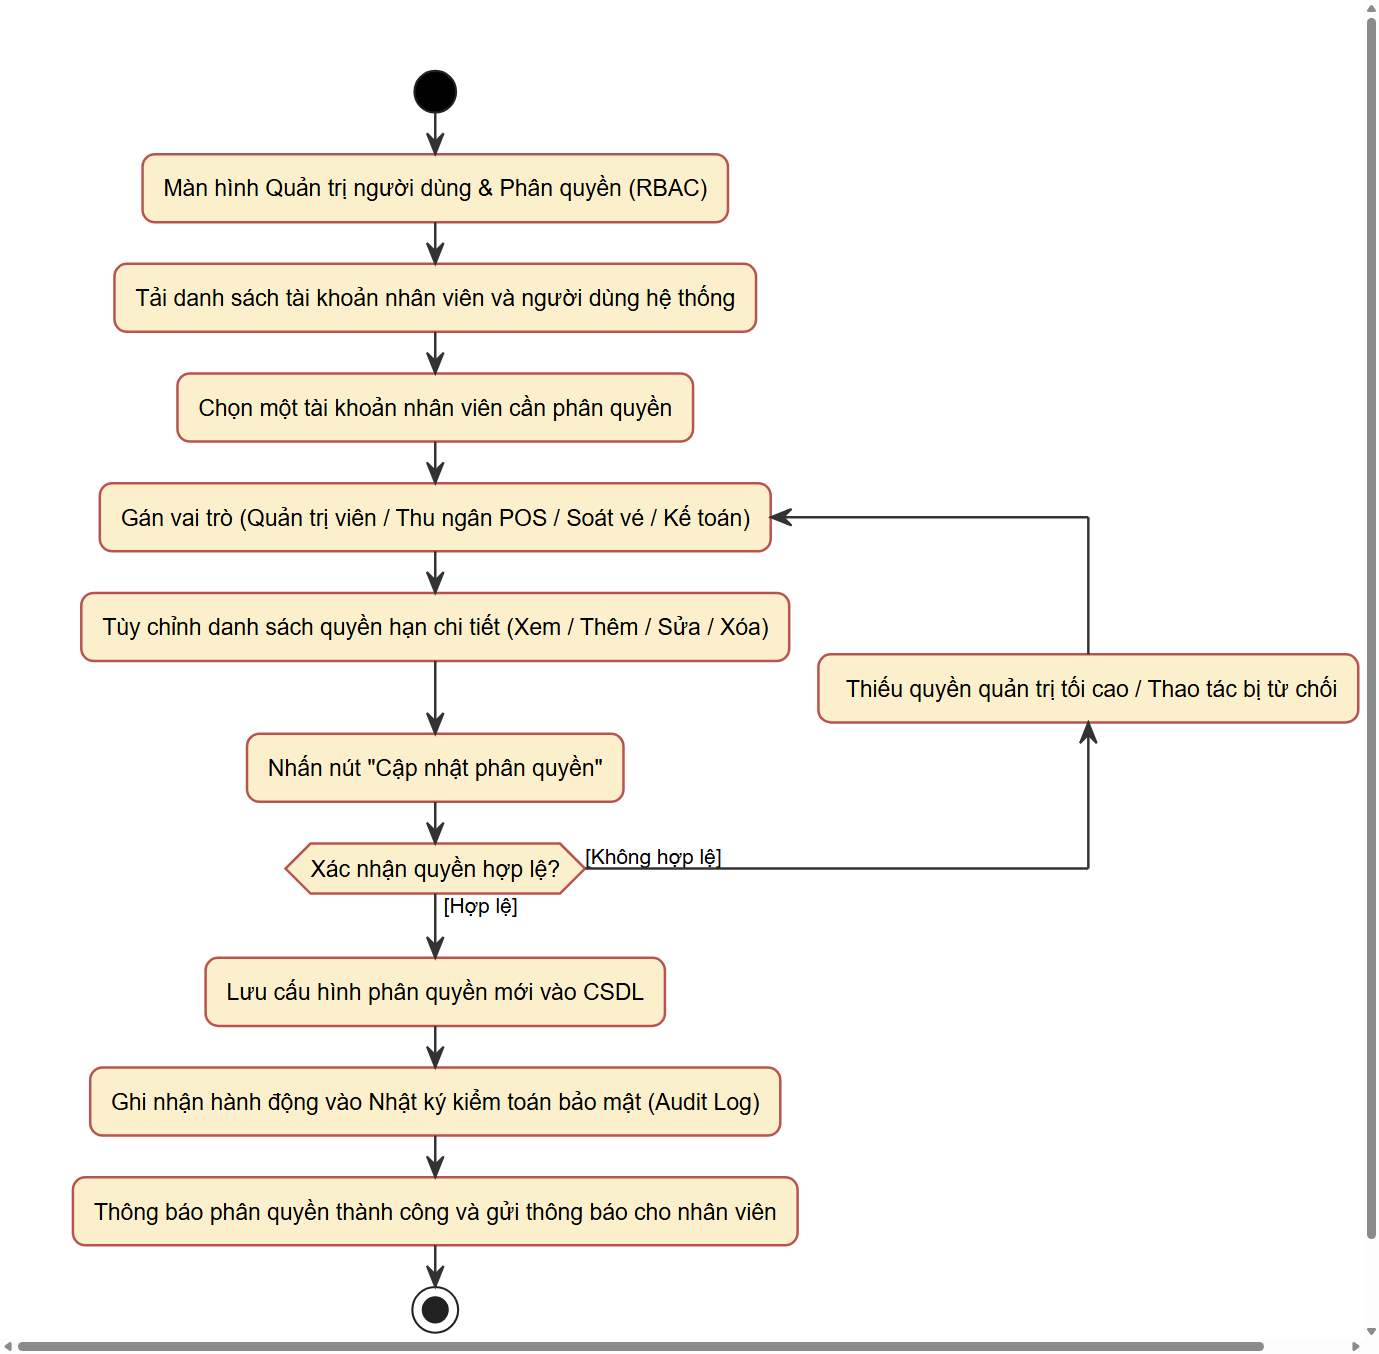 Màn hình Quản trị người dùng & Phân quyền (RBAC)
Tải danh sách tài khoản nhân viên và người dùng hệ thống
Chọn một tài khoản nhân viên cần phân quyền
Gán vai trò (Quản trị viên / Thu ngân POS / Soát vé / Kế toán)
Tùy chỉnh danh sách quyền hạn chi tiết (Xem / Thêm / Sửa / Xóa)
Thiếu quyền quản trị tối cao / Thao tác bị từ chối
Nhấn nút "Cập nhật phân quyền"
Xác nhận quyền hợp lệ?
[Không hợp lệ]
[Hợp lệ]
Lưu cấu hình phân quyền mới vào CSDL
Ghi nhận hành động vào Nhật ký kiểm toán bảo mật (Audit Log)
Thông báo phân quyền thành công và gửi thông báo cho nhân viên